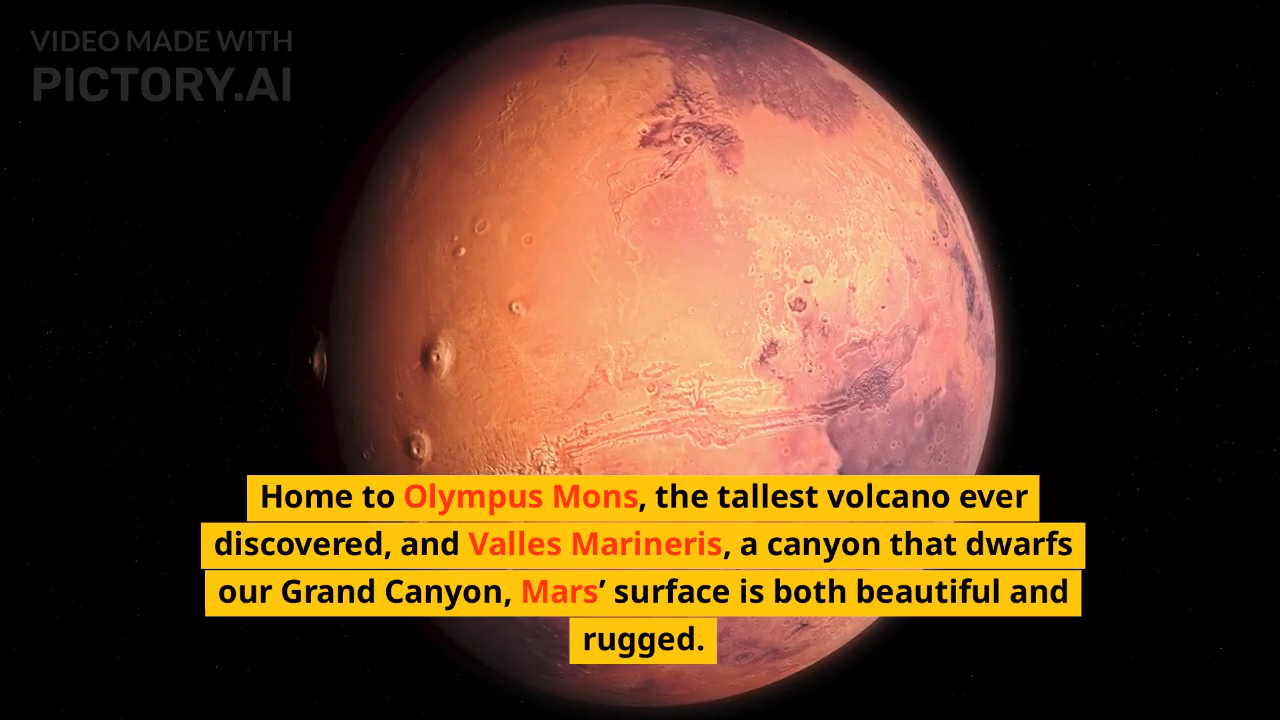 VIDEO MADE WITH
PICTORY.AI
Home to Olympus Mons, the tallest volcano ever
discovered, and Valles Marineris, a canyon that dwarfs
our Grand Canyon, Mars’ surface is both beautiful and
rugged.